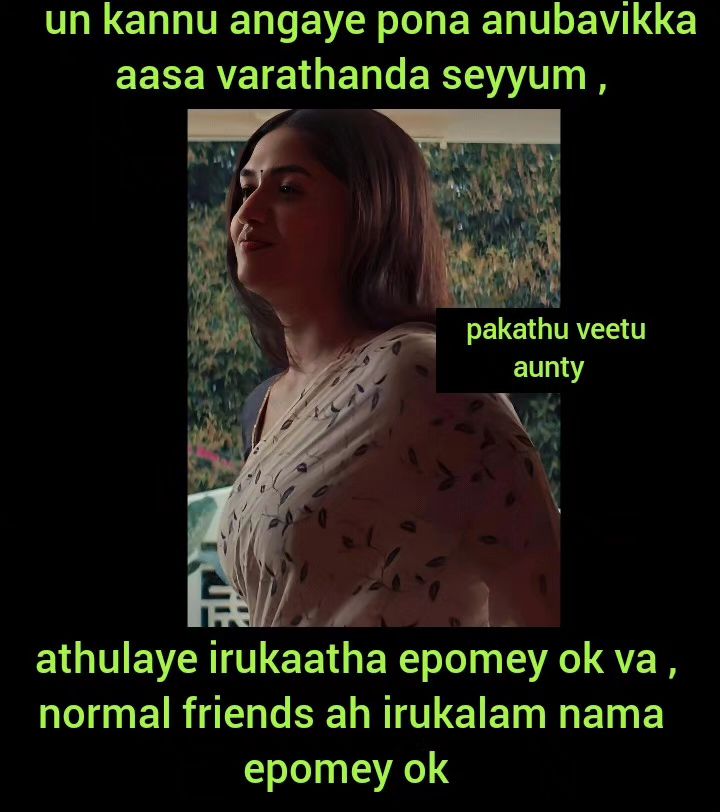 un kannu angaye pona anubavikka
aasa varathanda seyyum ,
pakathu veetu
aunty
athulaye irukaatha epomey ok va ,
normal friends ah irukalam nama
epomey ok